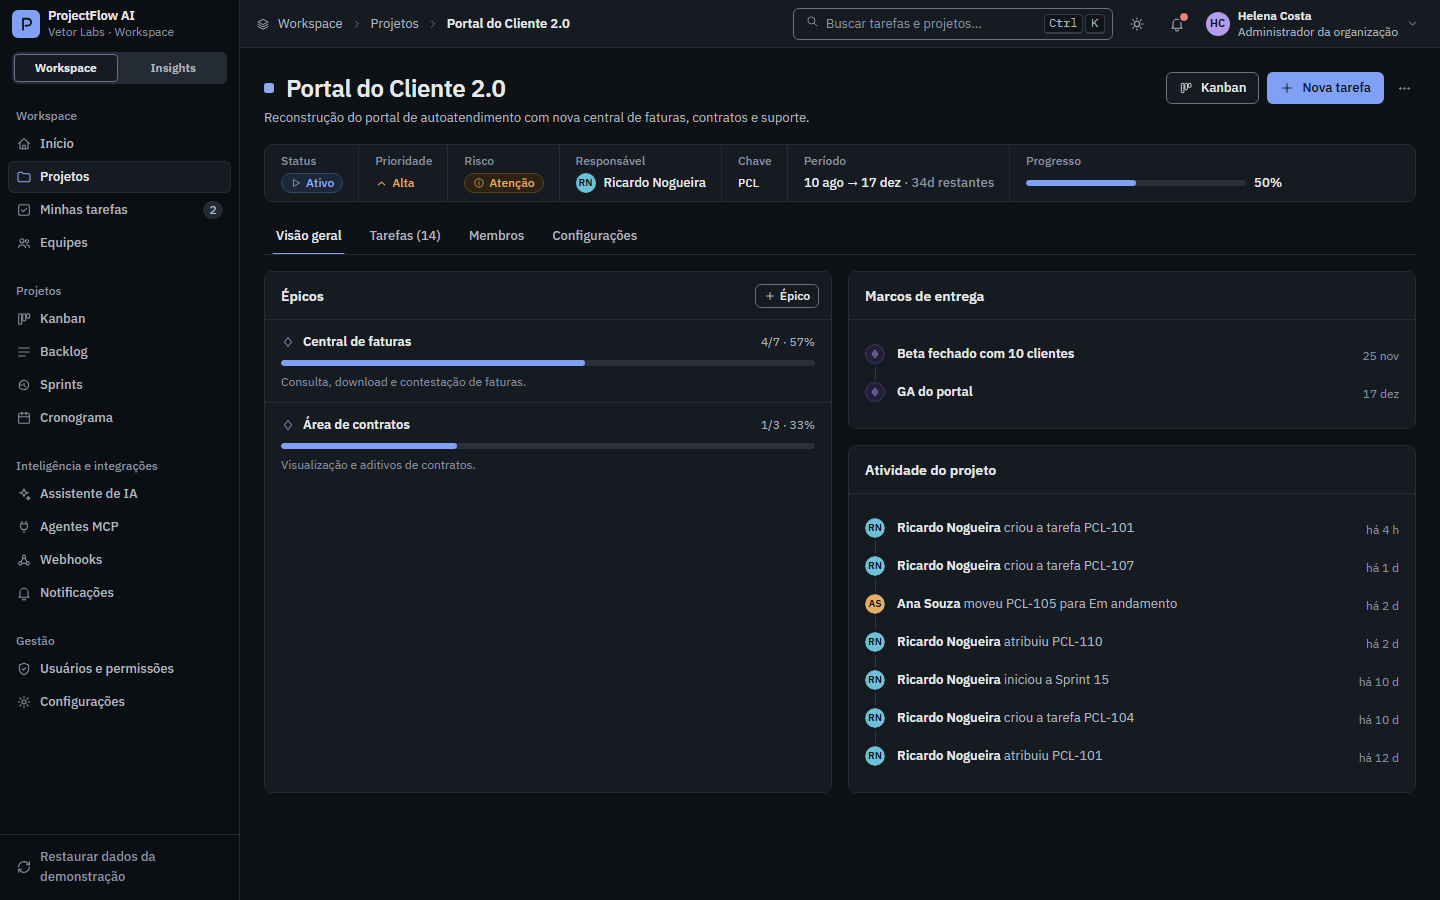 P
ProjectFlow AI
Vetor Labs · Workspace
Workspace
Insights
Workspace
Início
Projetos
Minhas tarefas
2
Equipes
Projetos
Kanban
Backlog
Sprints
Cronograma
Inteligência e integrações
Assistente de IA
Agentes MCP
Webhooks
Notificações
Gestão
Usuários e permissões
Configurações
Restaurar dados da
demonstração
Workspace
Projetos
Portal do Cliente 2.0
Buscar tarefas e projetos...
Ctrl K
HC
Helena Costa
Administrador da organização
Portal do Cliente 2.0
Kanban
Nova tarefa
Reconstrução do portal de autoatendimento com nova central de faturas, contratos e suporte.
Status
Ativo
Prioridade
Alta
Risco
Atenção
Responsável
RN Ricardo Nogueira
Chave
PCL
Período
10 ago → 17 dez · 34d restantes
Progresso
50%
Visão geral
Tarefas (14)
Membros
Configurações
Épicos
+ Épico
Central de faturas
4/7 · 57%
Consulta, download e contestação de faturas.
Área de contratos
1/3 · 33%
Visualização e aditivos de contratos.
Marcos de entrega
Beta fechado com 10 clientes
25 nov
GA do portal
17 dez
Atividade do projeto
RN Ricardo Nogueira criou a tarefa PCL-101
há 4 h
RN Ricardo Nogueira criou a tarefa PCL-107
há 1 d
AS Ana Souza moveu PCL-105 para Em andamento
há 2 d
RN Ricardo Nogueira atribuiu PCL-110
há 2 d
RN Ricardo Nogueira iniciou a Sprint 15
há 10 d
RN Ricardo Nogueira criou a tarefa PCL-104
há 10 d
RN Ricardo Nogueira atribuiu PCL-101
há 12 d